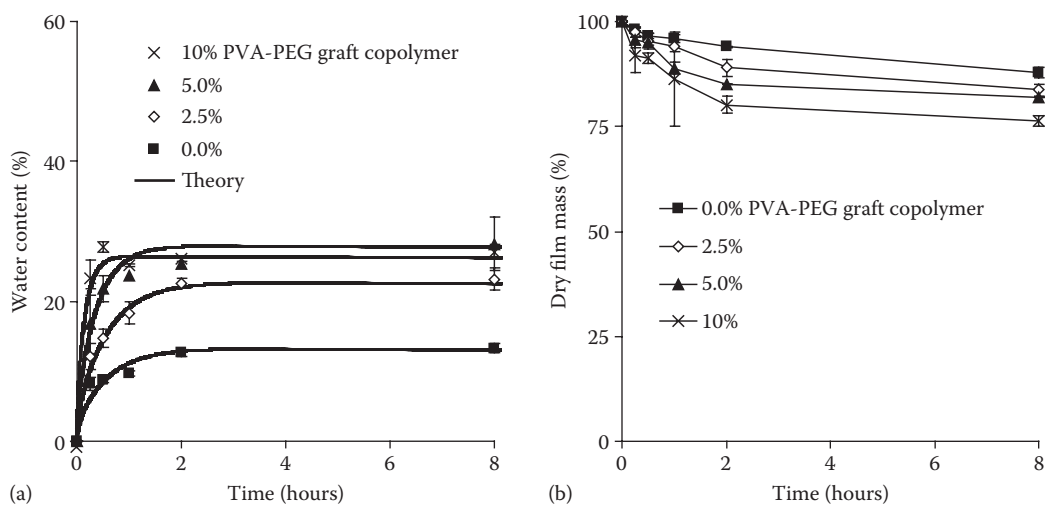 60
40
20
0
Water content (%)
10% PVA-PEG graft copolymer
5.0%
2.5%
0.0%
Theory
0 2 4 6 8
Time (hours)
(a)
100
75
50
25
0
Dry film mass (%)
0.0% PVA-PEG graft copolymer
2.5%
5.0%
10%
0 2 4 6 8
Time (hours)
(b)